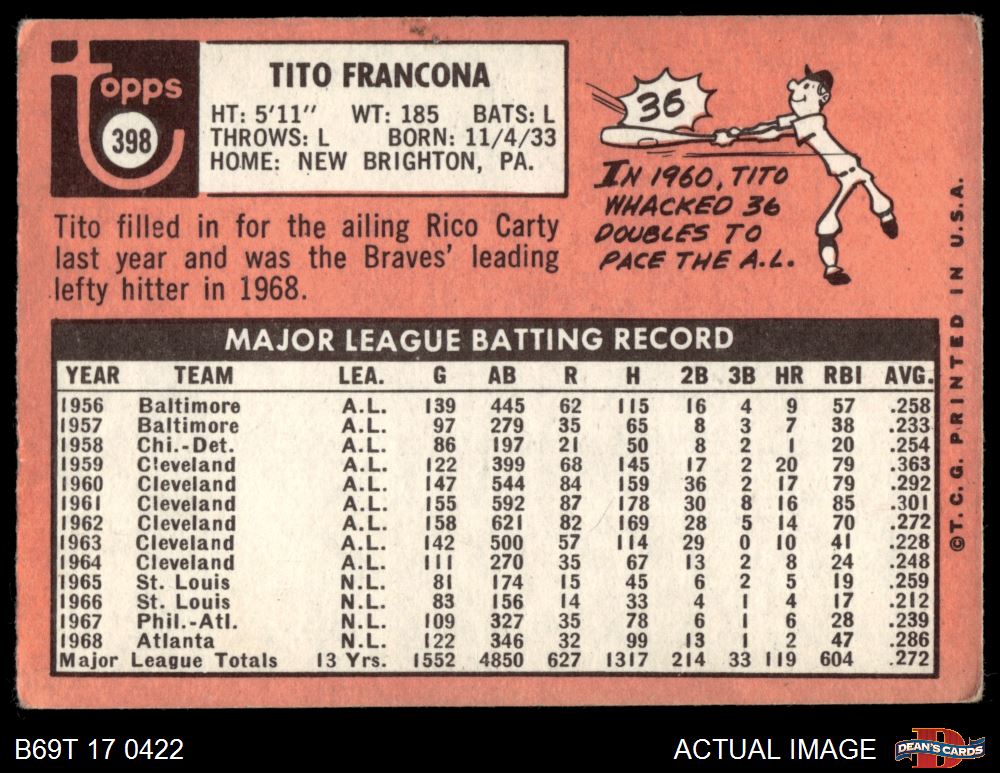 topps
398
TITO FRANCONA
HT: 5'11" WT: 185 BATS: L
THROWS: L BORN: 11/4/33
HOME: NEW BRIGHTON, PA.
36
IN 1960, TITO
WHACKED 36
DOUBLES TO
PACE THE A.L.
Tito filled in for the ailing Rico Carty
last year and was the Braves' leading
lefty hitter in 1968.
MAJOR LEAGUE BATTING RECORD
YEAR TEAM LEA. G AB R H 2B 3B HR RBI AVG.
1956 Baltimore A.L. 139 445 62 115 16 4 9 57 .258
1957 Baltimore A.L. 97 279 35 65 8 3 7 38 .233
1958 Chi.-Det. A.L. 86 197 21 50 8 2 1 20 .254
1959 Cleveland A.L. 122 399 68 145 17 2 20 79 .363
1960 Cleveland A.L. 147 544 84 159 36 2 17 79 .292
1961 Cleveland A.L. 155 592 87 178 30 8 16 85 .301
1962 Cleveland A.L. 158 621 82 169 28 5 14 70 .272
1963 Cleveland A.L. 142 500 57 114 29 0 10 41 .228
1964 Cleveland A.L. 111 270 35 67 13 2 8 24 .248
1965 St. Louis N.L. 81 174 15 45 6 2 5 19 .259
1966 St. Louis N.L. 83 156 14 33 4 1 4 17 .212
1967 Phil.-Atl. N.L. 109 327 35 78 6 1 6 28 .239
1968 Atlanta N.L. 122 346 32 99 13 1 2 47 .286
Major League Totals 13 Yrs. 1552 4850 627 1317 214 33 119 604 .272
©T. C. G. PRINTED IN U.S.A.
B69T 17 0422
ACTUAL IMAGE
D
DEAN'S CARDS